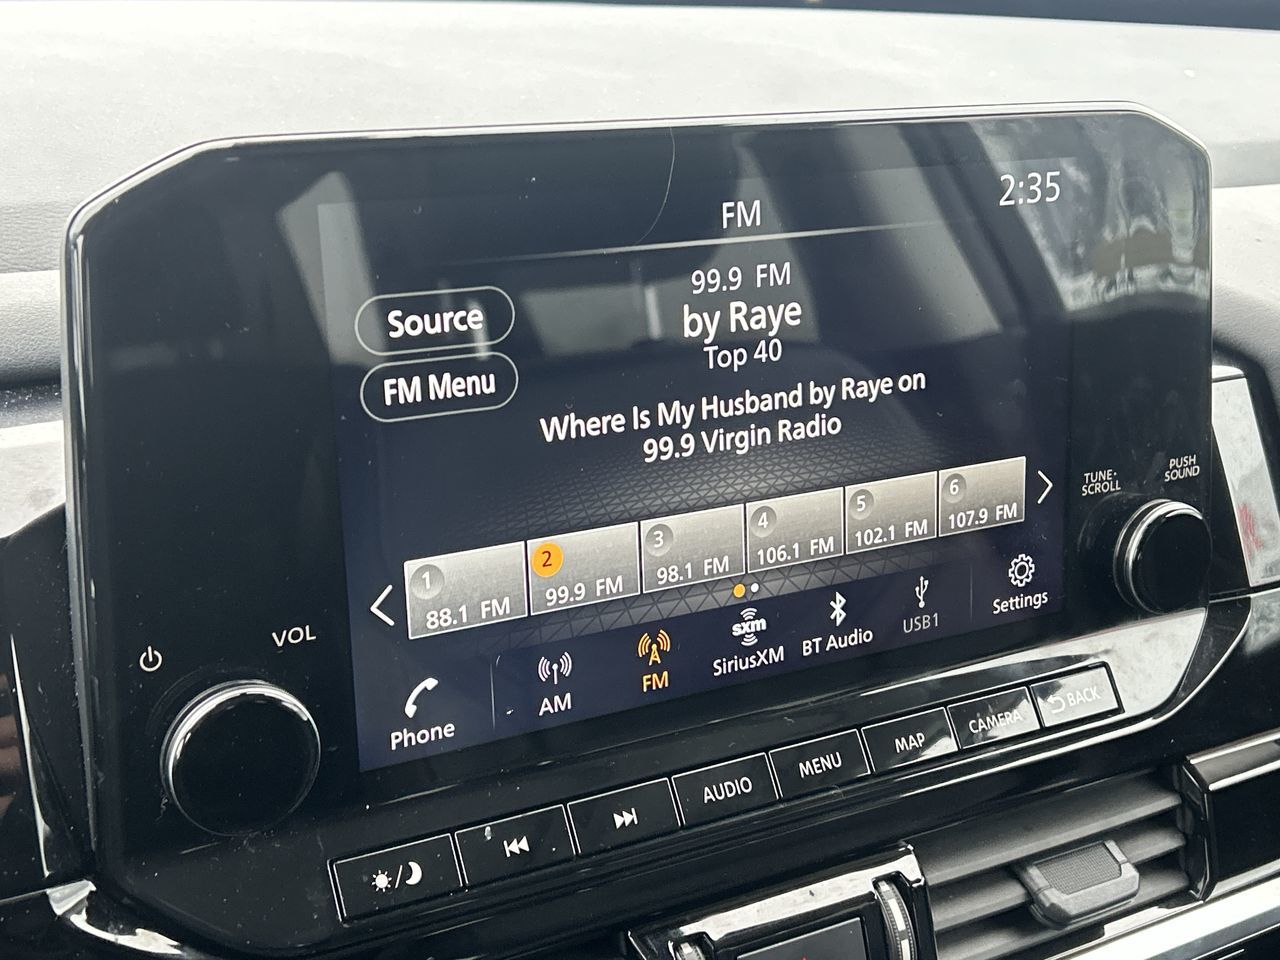 FM
2:35
99.9 FM
Source
by Raye
Top 40
FM Menu
Where Is My Husband by Raye on
99.9 Virgin Radio
1
88.1 FM
2
99.9 FM
3
98.1 FM
4
106.1 FM
5
102.1 FM
6
107.9 FM
TUNE·
SCROLL
PUSH
SOUND
VOL
Phone
AM
FM
sxm
SiriusXM
BT Audio
USB1
Settings
AUDIO
MENU
MAP
CAMERA
BACK